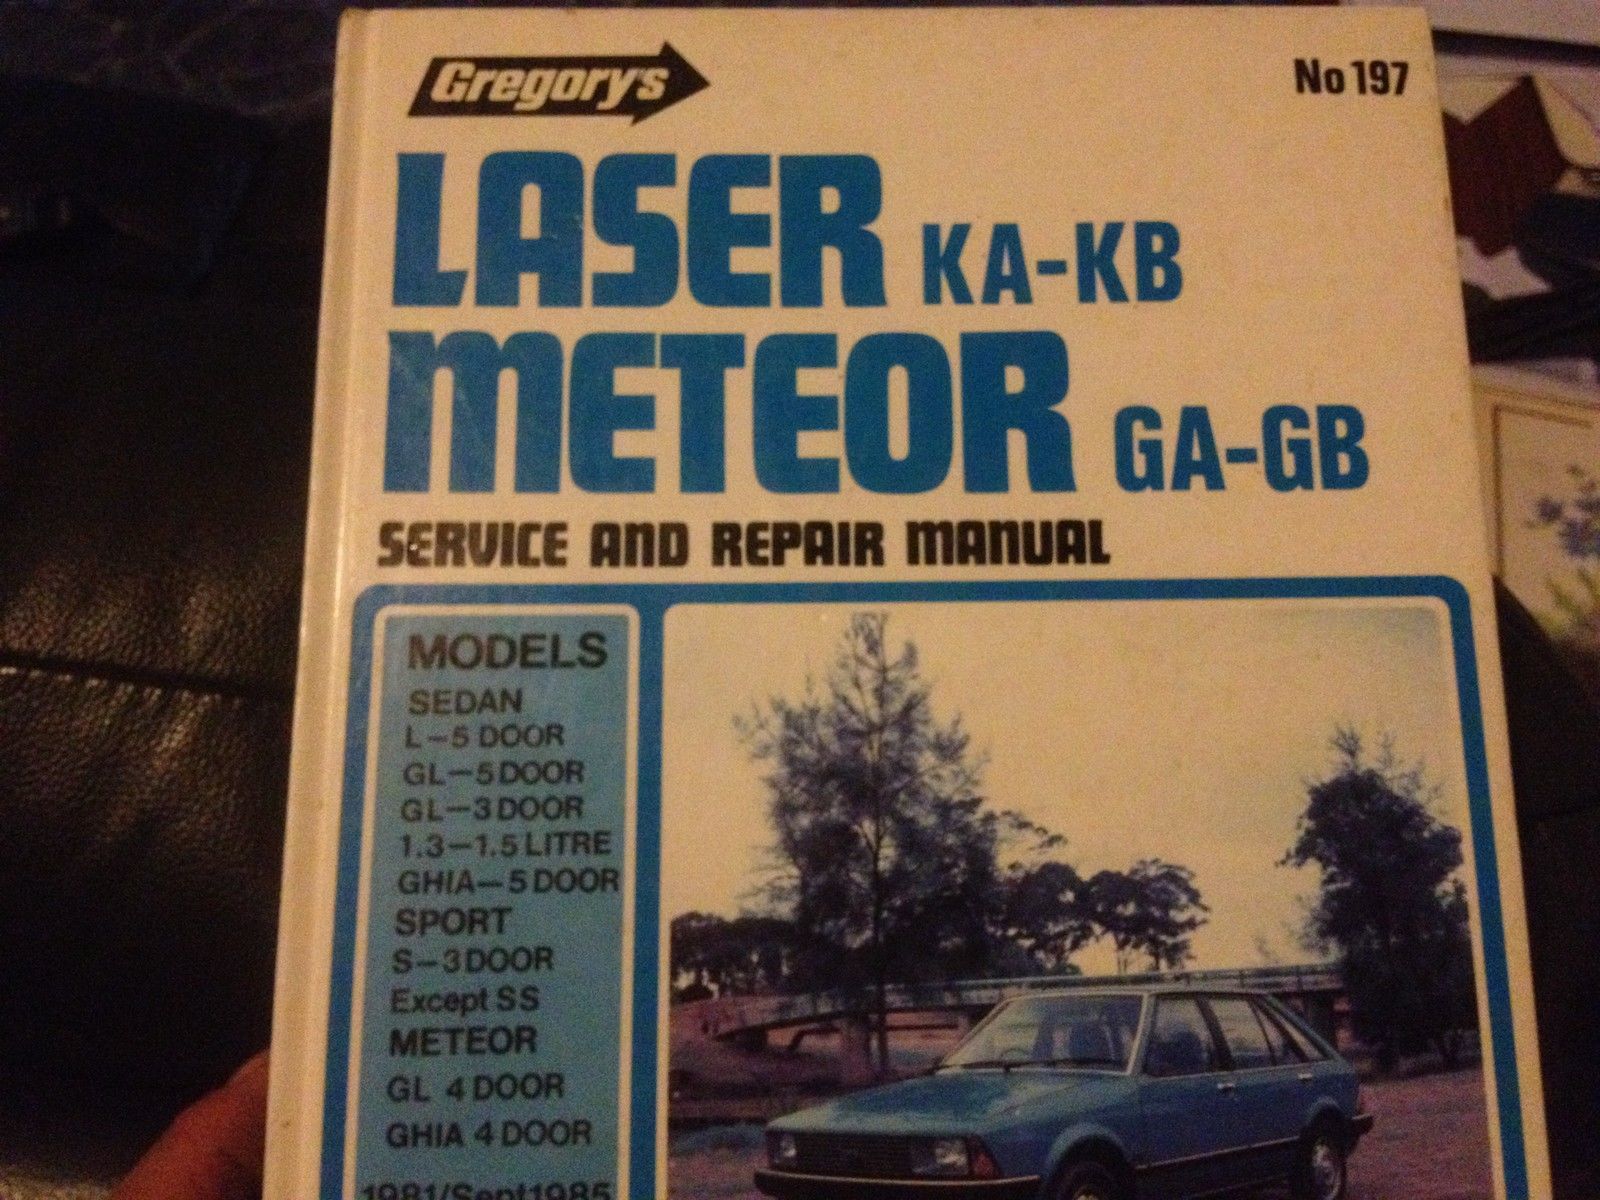 Gregory's
No 197
LASER KA-KB
METEOR GA-GB
SERVICE AND REPAIR MANUAL
MODELS
SEDAN
L-5 DOOR
GL-5 DOOR
GL-3 DOOR
1.3-1.5 LITRE
GHIA-5 DOOR
SPORT
S-3 DOOR
Except SS
METEOR
GL 4 DOOR
GHIA 4 DOOR
1981/Sept1985